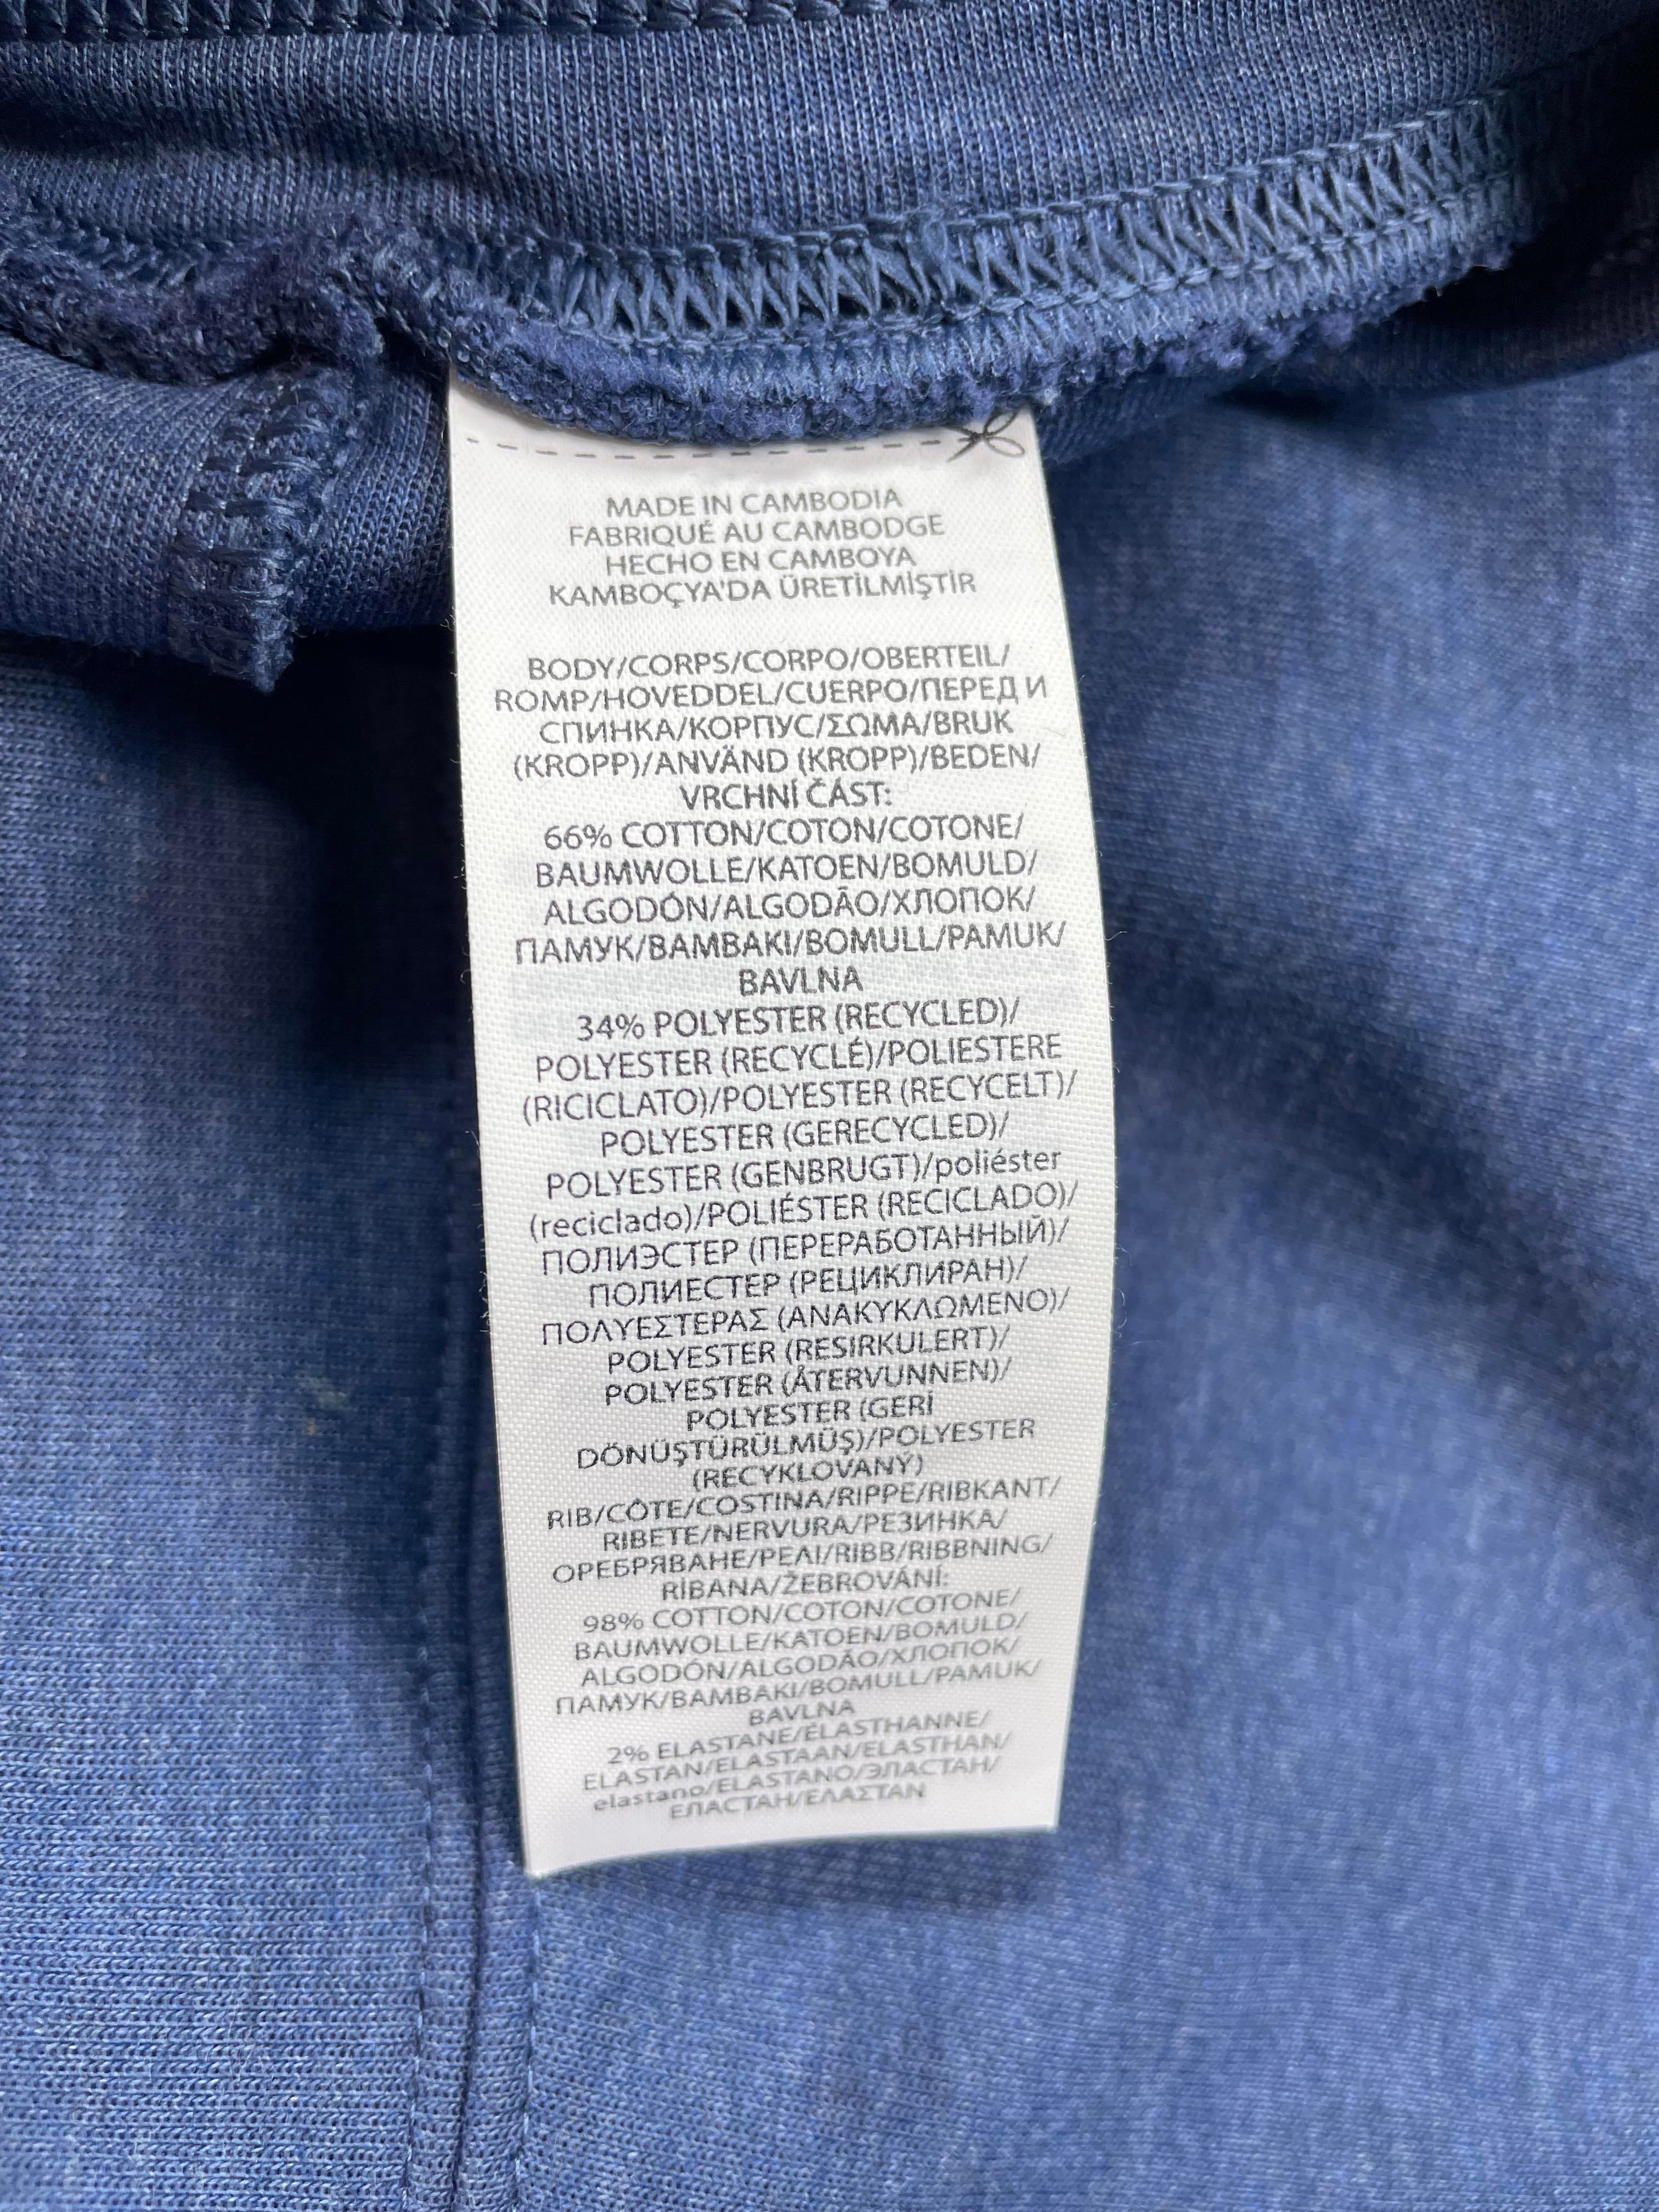 MADE IN CAMBODIA
FABRIQUÉ AU CAMBODGE
HECHO EN CAMBOYA
KAMBOÇYA'DA ÜRETİLMİŞTİR
BODY/CORPS/CORPO/OBERTEIL/
ROMP/HOVEDDEL/CUERPO/ПЕРЕД И
СПИНКА/КОРПУС/ΣΩΜΑ/BRUK
(KROPP)/ANVÄND (KROPP)/BEDEN/
VRCHNÍ ČÁST:
66% COTTON/COTON/COTONE/
BAUMWOLLE/KATOEN/BOMULD/
ALGODÓN/ALGODÃO/ХЛОПОК/
ПАМУК/ΒΑΜΒΑΚΙ/BOMULL/PAMUK/
BAVLNA
34% POLYESTER (RECYCLED)/
POLYESTER (RECYCLÉ)/POLIESTERE
(RICICLATO)/POLYESTER (RECYCELT)/
POLYESTER (GERECYCLED)/
POLYESTER (GENBRUGT)/poliéster
(reciclado)/POLIÉSTER (RECICLADO)/
ПОЛИЭСТЕР (ПЕРЕРАБОТАННЫЙ)/
ПОЛИЕСТЕР (РЕЦИКЛИРАН)/
ΠΟΛΥΕΣΤΕΡΑΣ (ΑΝΑΚΥΚΛΩΜΕΝΟ)/
POLYESTER (RESIRKULERT)/
POLYESTER (ÅTERVUNNEN)/
POLYESTER (GERİ
DÖNÜŞTÜRÜLMÜŞ)/POLYESTER
(RECYKLOVANÝ)
RIB/CÔTE/COSTINA/RIPPE/RIBKANT/
RIBETE/NERVURA/РЕЗИНКА/
ОРЕБРЯВАНЕ/ΡΕΛΙ/RIBB/RIBBNING/
RİBANA/ŽEBROVÁNÍ:
98% COTTON/COTON/COTONE/
BAUMWOLLE/KATOEN/BOMULD/
ALGODÓN/ALGODÃO/ХЛОПОК/
ПАМУК/ΒΑΜΒΑΚΙ/BOMULL/PAMUK/
BAVLNA
2% ELASTANE/ÉLASTHANNE/
ELASTAN/ELASTAAN/ELASTHAN/
elastano/ELASTANO/ЭЛАСТАН/
ЕЛАСТАН/ΕΛΑΣΤΑΝ